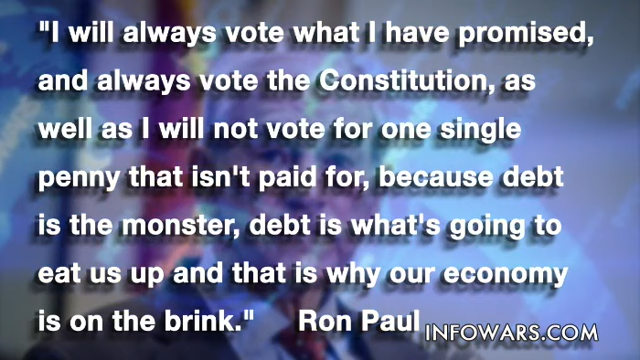 "I will always vote what I have promised,
and always vote the Constitution, as
well as I will not vote for one single
penny that isn't paid for, because debt
is the monster, debt is what's going to
eat us up and that is why our economy
is on the brink." Ron Paul
INFOWARS.COM